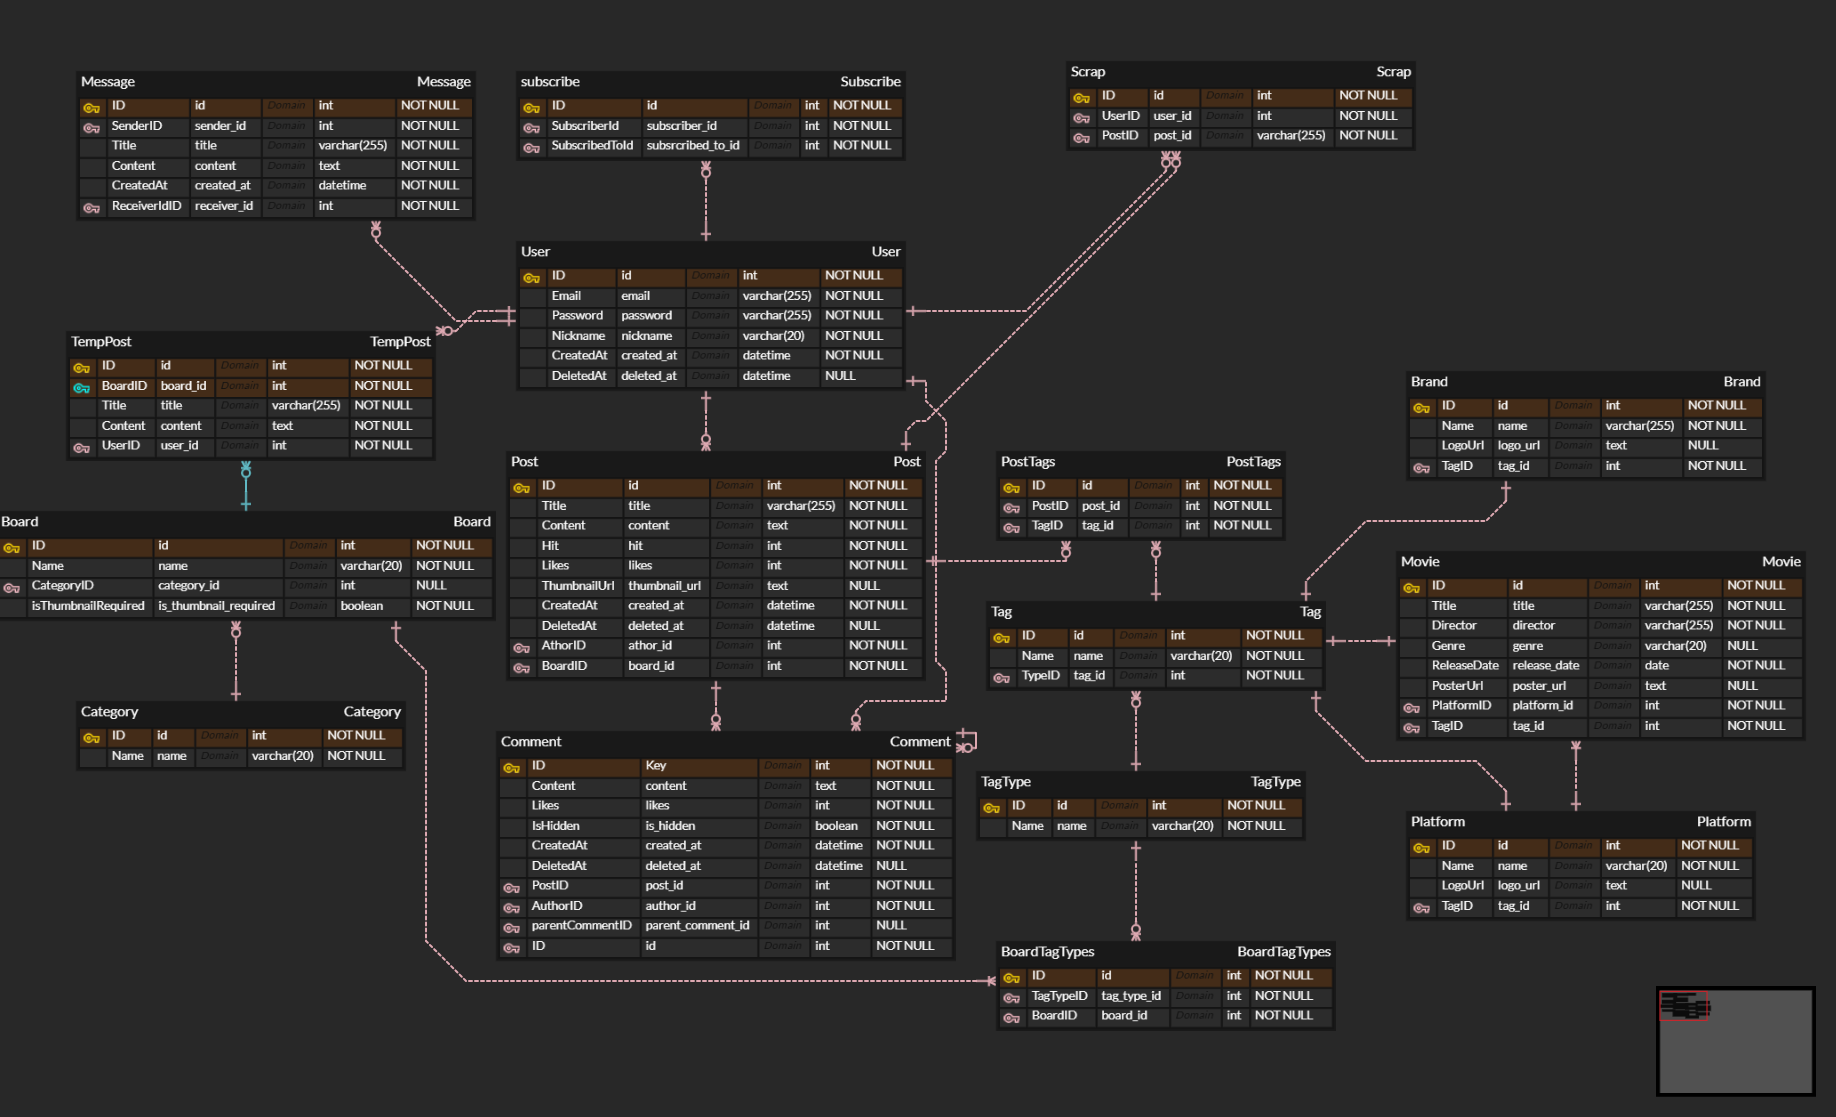 Message Message
ID id Domain int NOT NULL
SenderID sender_id Domain int NOT NULL
Title title Domain varchar(255) NOT NULL
Content content Domain text NOT NULL
CreatedAt created_at Domain datetime NOT NULL
ReceiverIdID receiver_id Domain int NOT NULL
subscribe Subscribe
ID id Domain int NOT NULL
SubscriberId subscriber_id Domain int NOT NULL
SubscribedToId subsrcribed_to_id Domain int NOT NULL
Scrap Scrap
ID id Domain int NOT NULL
UserID user_id Domain int NOT NULL
PostID post_id Domain varchar(255) NOT NULL
User User
ID id Domain int NOT NULL
Email email Domain varchar(255) NOT NULL
Password password Domain varchar(255) NOT NULL
Nickname nickname Domain varchar(20) NOT NULL
CreatedAt created_at Domain datetime NOT NULL
DeletedAt deleted_at Domain datetime NULL
TempPost TempPost
ID id Domain int NOT NULL
BoardID board_id Domain int NOT NULL
Title title Domain varchar(255) NOT NULL
Content content Domain text NOT NULL
UserID user_id Domain int NOT NULL
Brand Brand
ID id Domain int NOT NULL
Name name Domain varchar(255) NOT NULL
LogoUrl logo_url Domain text NULL
TagID tag_id Domain int NOT NULL
Post Post
ID id Domain int NOT NULL
Title title Domain varchar(255) NOT NULL
Content content Domain text NOT NULL
Hit hit Domain int NOT NULL
Likes likes Domain int NOT NULL
ThumbnailUrl thumbnail_url Domain text NULL
CreatedAt created_at Domain datetime NOT NULL
DeletedAt deleted_at Domain datetime NULL
AthorID athor_id Domain int NOT NULL
BoardID board_id Domain int NOT NULL
PostTags PostTags
ID id Domain int NOT NULL
PostID post_id Domain int NOT NULL
TagID tag_id Domain int NOT NULL
Board Board
ID id Domain int NOT NULL
Name name Domain varchar(20) NOT NULL
CategoryID category_id Domain int NULL
isThumbnailRequired is_thumbnail_required Domain boolean NOT NULL
Movie Movie
ID id Domain int NOT NULL
Title title Domain varchar(255) NOT NULL
Director director Domain varchar(255) NOT NULL
Genre genre Domain varchar(20) NULL
ReleaseDate release_date Domain date NOT NULL
PosterUrl poster_url Domain text NULL
PlatformID platform_id Domain int NOT NULL
TagID tag_id Domain int NOT NULL
Tag Tag
ID id Domain int NOT NULL
Name name Domain varchar(20) NOT NULL
TypeID tag_id Domain int NOT NULL
Category Category
ID id Domain int NOT NULL
Name name Domain varchar(20) NOT NULL
Comment Comment
ID Key Domain int NOT NULL
Content content Domain text NOT NULL
Likes likes Domain int NOT NULL
IsHidden is_hidden Domain boolean NOT NULL
CreatedAt created_at Domain datetime NOT NULL
DeletedAt deleted_at Domain datetime NULL
PostID post_id Domain int NOT NULL
AuthorID author_id Domain int NOT NULL
parentCommentID parent_comment_id Domain int NULL
ID id Domain int NOT NULL
TagType TagType
ID id Domain int NOT NULL
Name name Domain varchar(20) NOT NULL
Platform Platform
ID id Domain int NOT NULL
Name name Domain varchar(20) NOT NULL
LogoUrl logo_url Domain text NULL
TagID tag_id Domain int NOT NULL
BoardTagTypes BoardTagTypes
ID id Domain int NOT NULL
TagTypeID tag_type_id Domain int NOT NULL
BoardID board_id Domain int NOT NULL